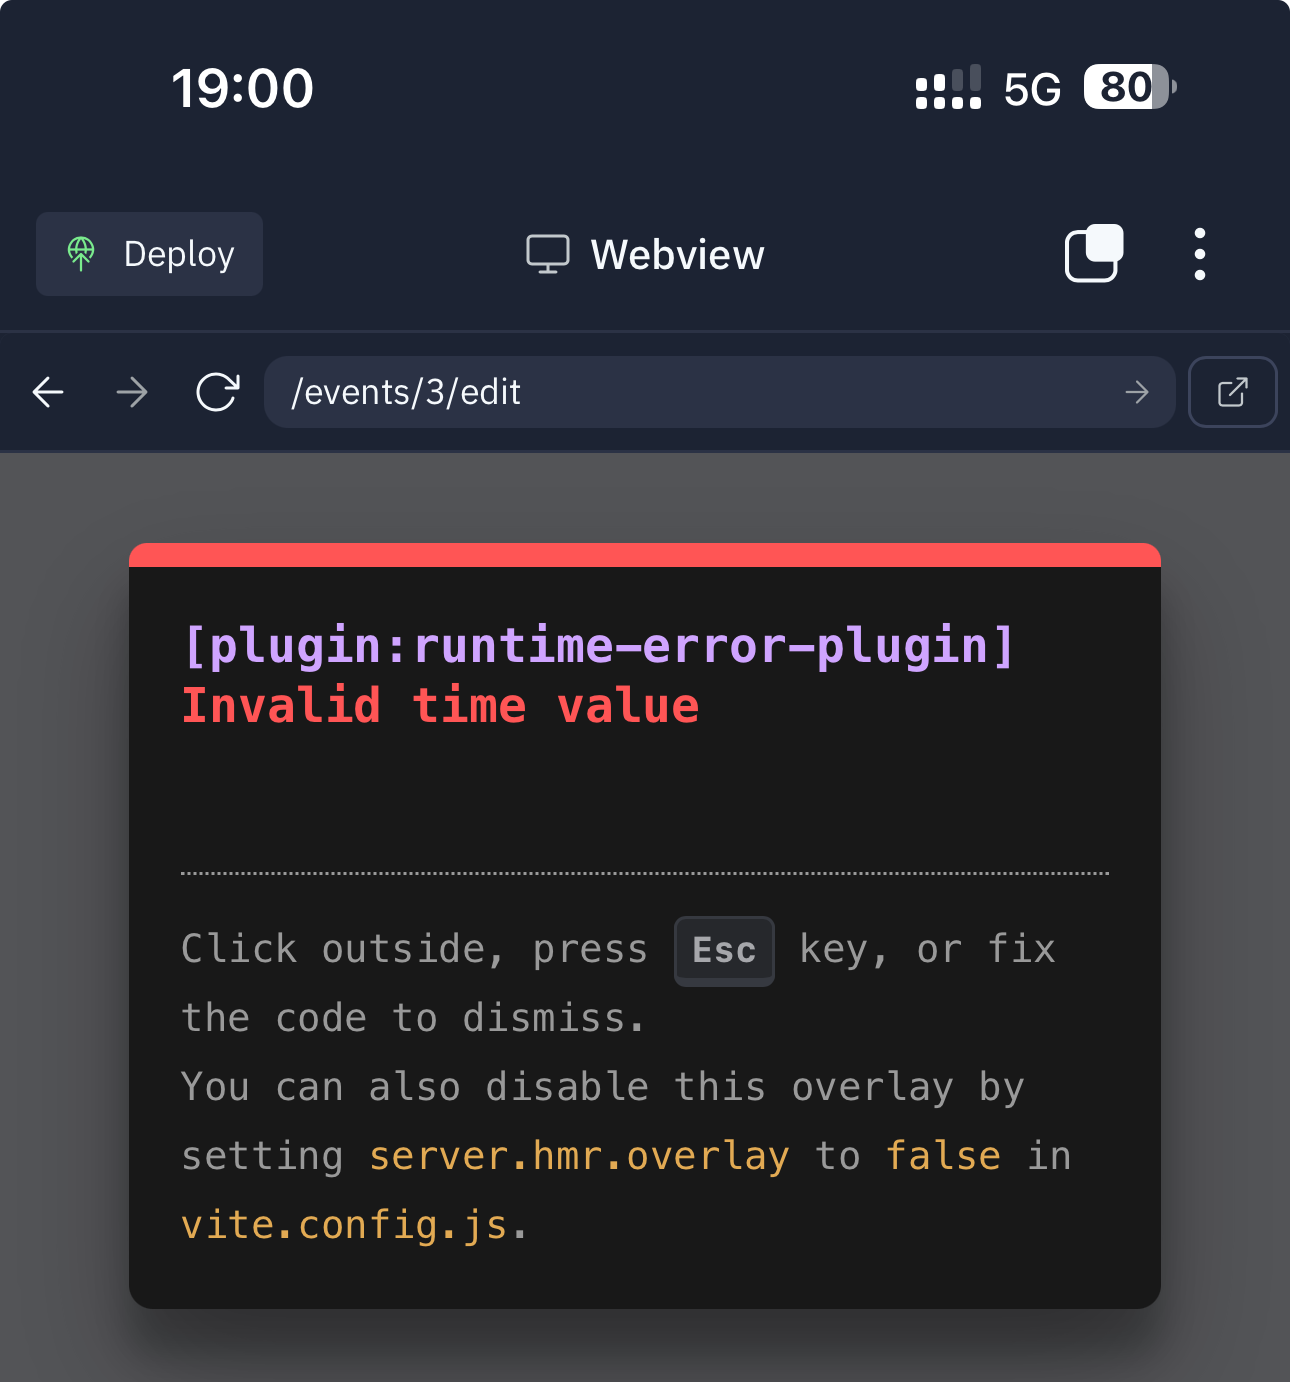 19:00
5G
80
Deploy
Webview
/events/3/edit
[plugin:runtime-error-plugin]
Invalid time value
Click outside, press Esc key, or fix
the code to dismiss.
You can also disable this overlay by
setting server.hmr.overlay to false in
vite.config.js.